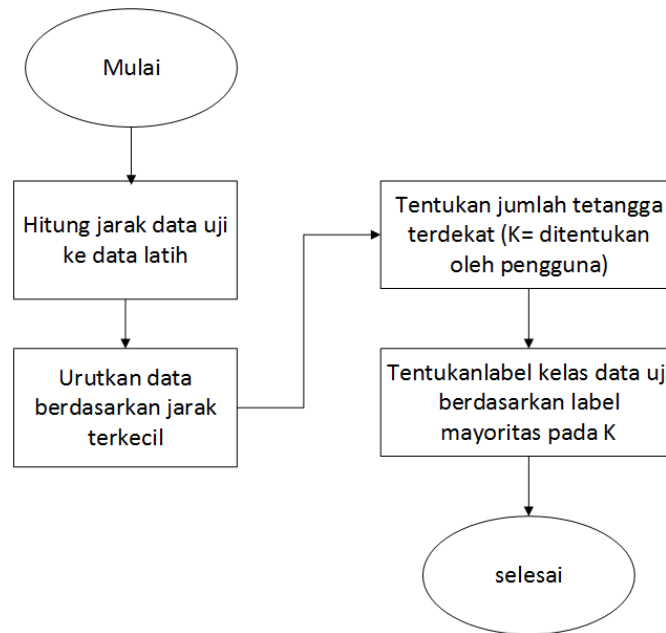 Mulai
Hitung jarak data uji
ke data latih
Urutkan data
berdasarkan jarak
terkecil
Tentukan jumlah tetangga
terdekat (K= ditentukan
oleh pengguna)
Tentukanlabel kelas data uji
berdasarkan label
mayoritas pada K
selesai